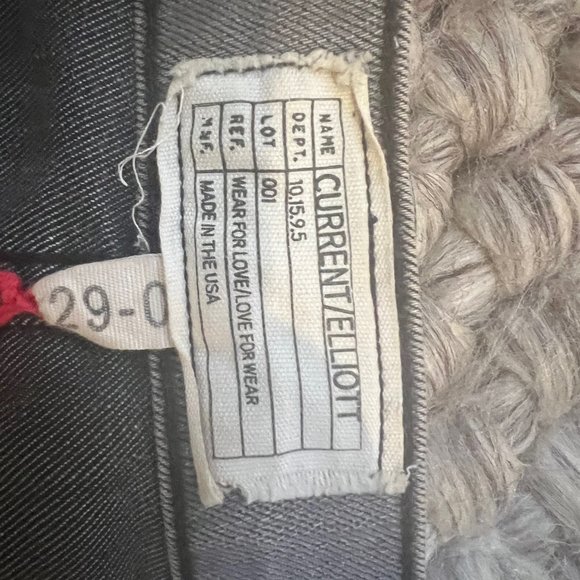 NAME CURRENT/ELLIOTT
DEPT. 10.15.9.5
LOT 001
REF. WEAR FOR LOVE/LOVE FOR WEAR
MNF. MADE IN THE USA
29-0